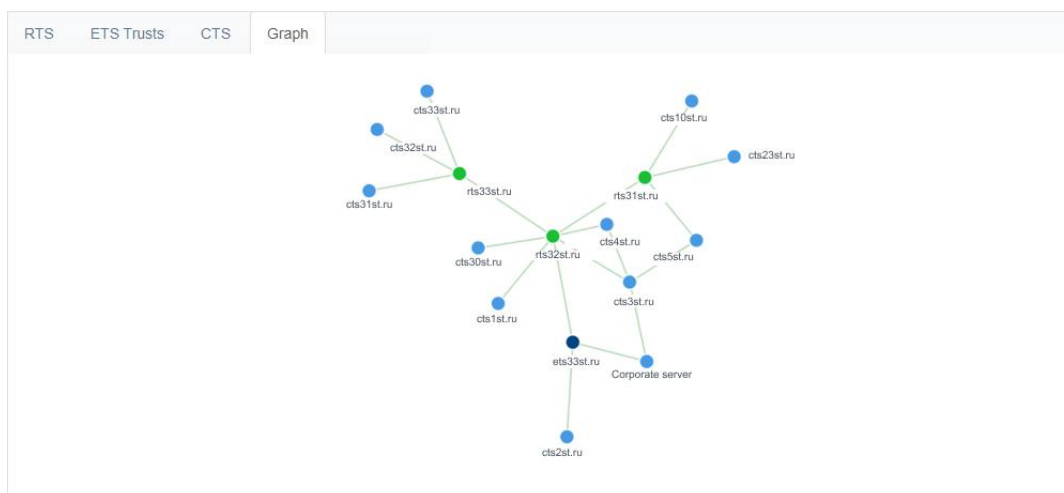 RTS ETS Trusts CTS Graph
cts33st.ru
cts10st.ru
cts32st.ru
cts23st.ru
rts33st.ru
rts31st.ru
cts31st.ru
cts4st.ru
rts32st.ru
cts5st.ru
cts30st.ru
cts3st.ru
cts1st.ru
ets33st.ru
Corporate server
cts2st.ru